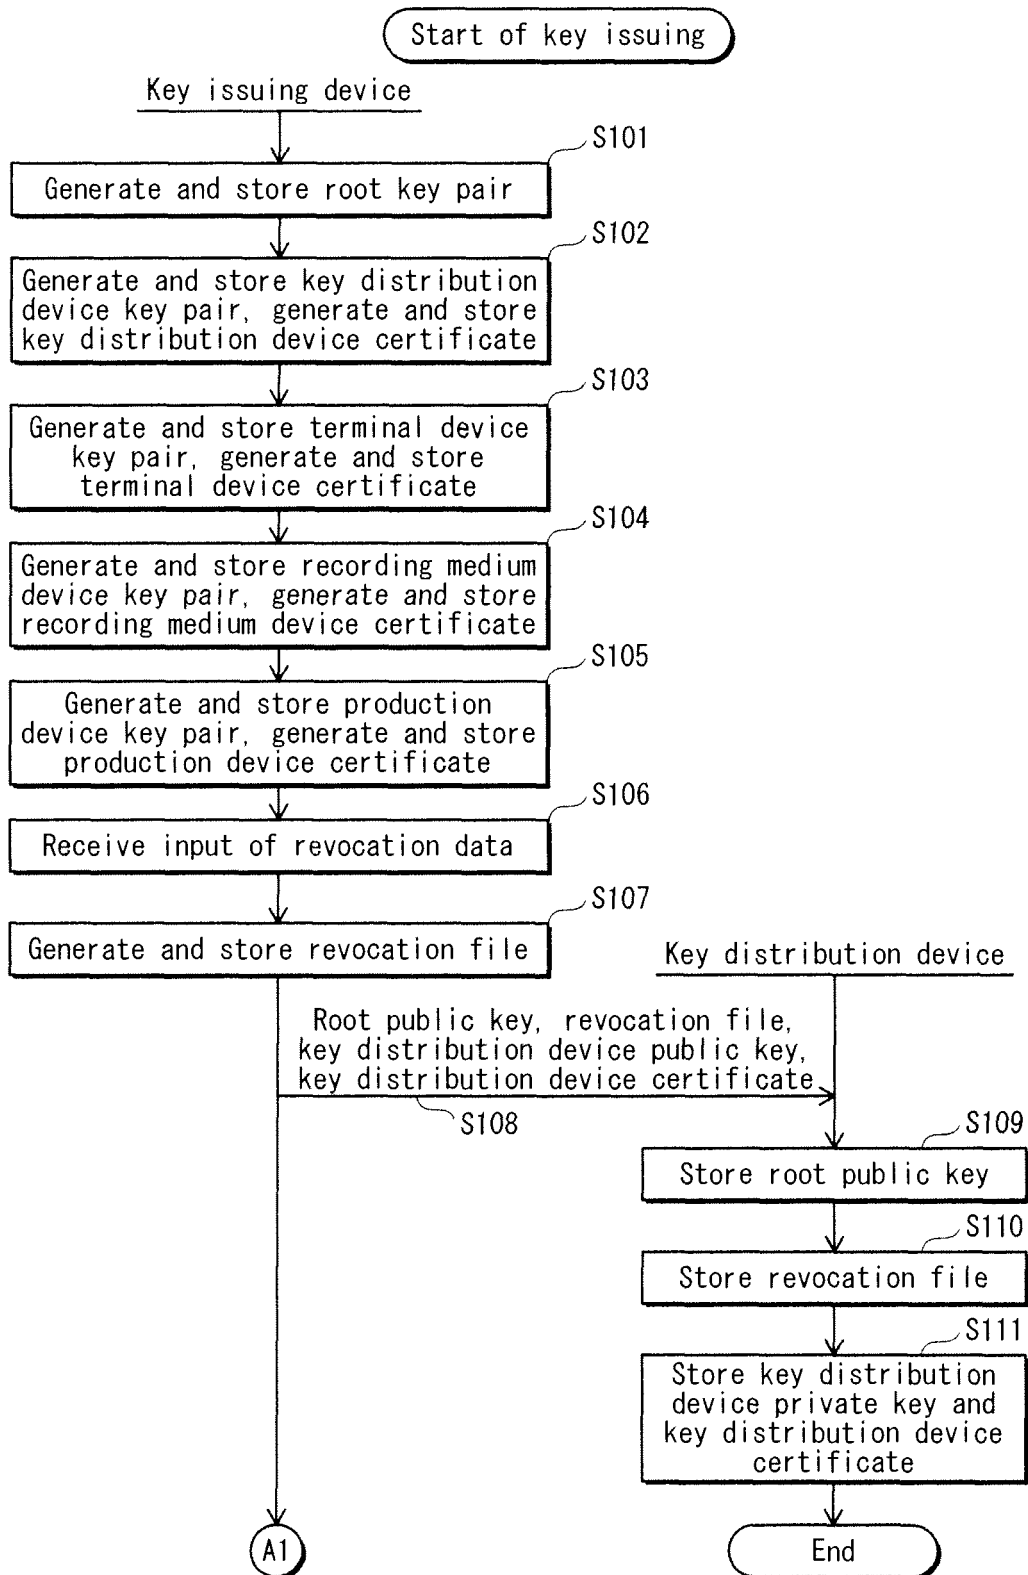 Start of key issuing
Key issuing device
S101
Generate and store root key pair
S102
Generate and store key distribution
device key pair, generate and store
key distribution device certificate
S103
Generate and store terminal device
key pair, generate and store
terminal device certificate
S104
Generate and store recording medium
device key pair, generate and store
recording medium device certificate
S105
Generate and store production
device key pair, generate and store
production device certificate
S106
Receive input of revocation data
S107
Generate and store revocation file
Key distribution device
Root public key, revocation file,
key distribution device public key,
key distribution device certificate
S108
S109
Store root public key
S110
Store revocation file
S111
Store key distribution
device private key and
key distribution device
certificate
A1
End